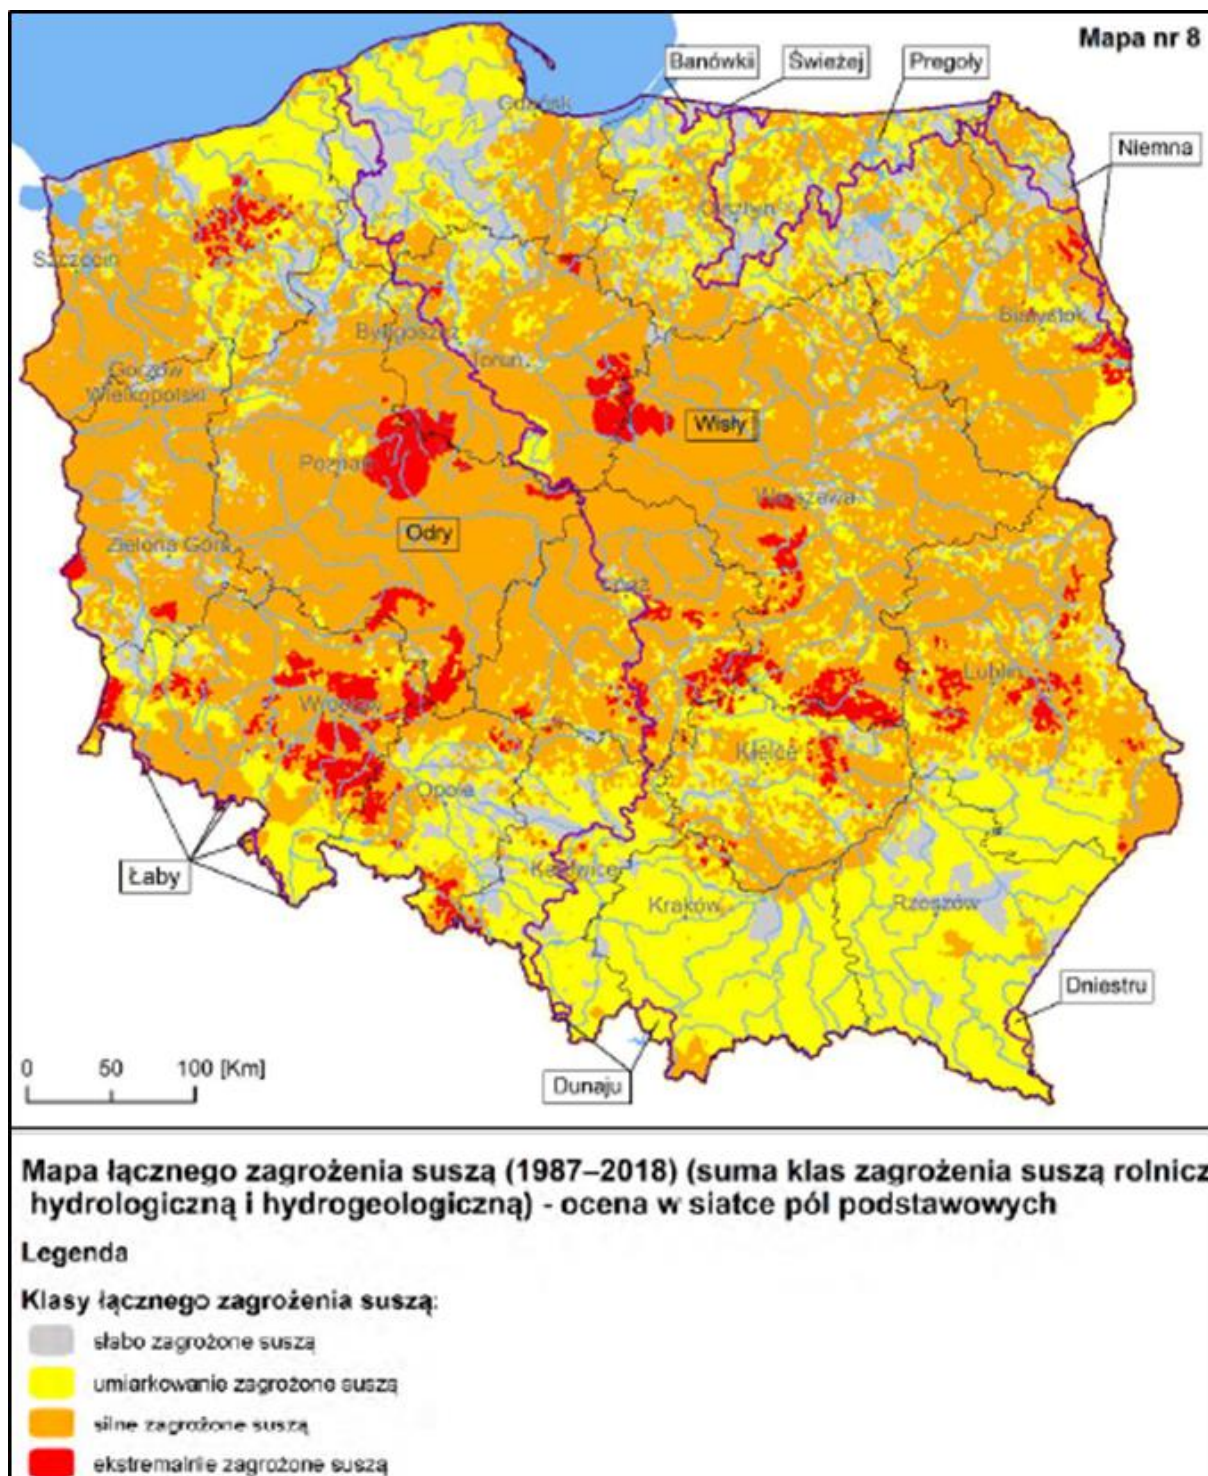 Mapa nr 8
Banówkii
Świeżej
Pregoły
Niemna
Gdańsk
Olsztyn
Szczecin
Białystok
Bydgoszcz
Toruń
Gorzów
Wielkopolski
Wisły
Poznań
Warszawa
Odry
Zielona Góra
Łódź
Lublin
Wrocław
Kielce
Opole
Łaby
Katowice
Kraków
Rzeszów
Dniestru
Dunaju
0 50 100 [Km]
Mapa łącznego zagrożenia suszą (1987–2018) (suma klas zagrożenia suszą rolnicz
hydrologiczną i hydrogeologiczną) - ocena w siatce pól podstawowych
Legenda
Klasy łącznego zagrożenia suszą:
słabo zagrożone suszą
umiarkowanie zagrożone suszą
silne zagrożone suszą
ekstremalnie zagrożone suszą